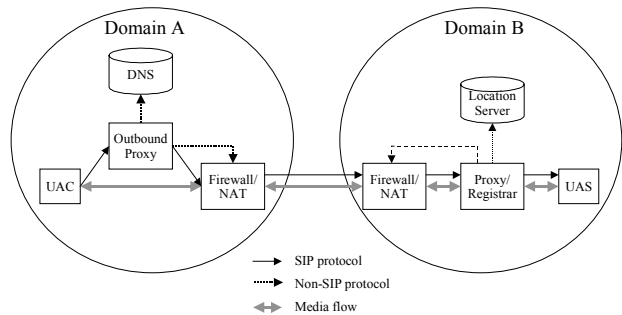 Domain A
Domain B
DNS
Location
Server
Outbound
Proxy
UAC
Firewall/
NAT
Firewall/
NAT
Proxy/
Registrar
UAS
SIP protocol
Non-SIP protocol
Media flow